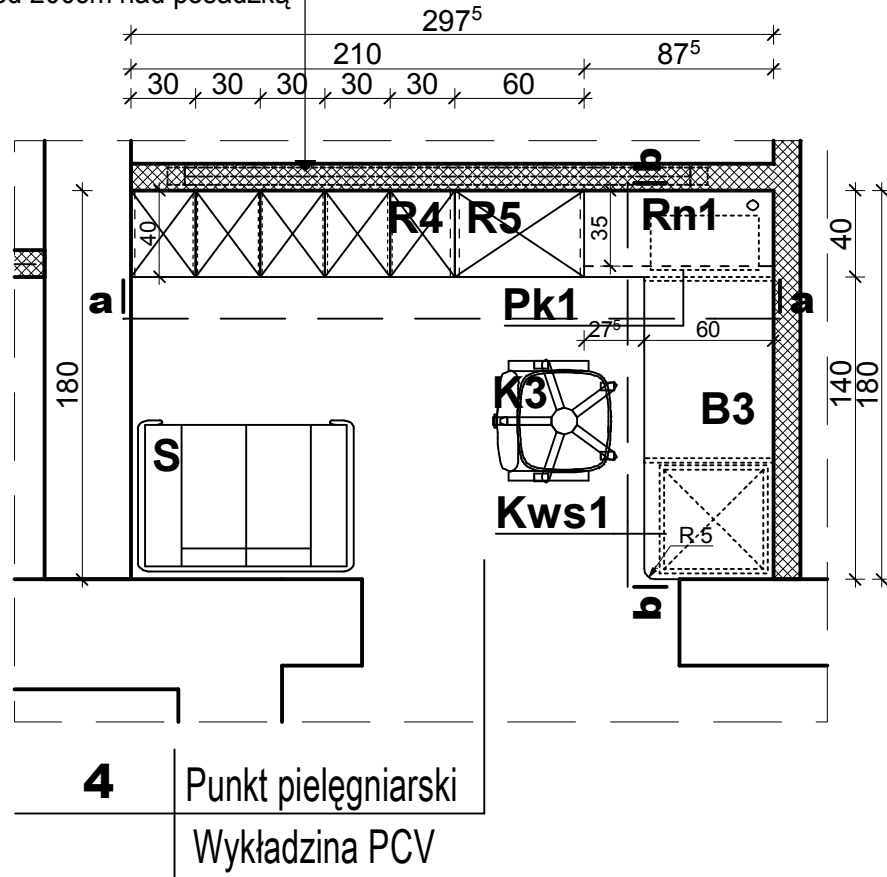 nad posadzką
297⁵
210 87⁵
30 30 30 30 30 60
b
R4 R5 Rn1
40 35 40
a Pk1 a
27⁵ 60
180 K3 B3 140 180
S
Kws1
R 5
b
4 Punkt pielęgniarski
Wykładzina PCV